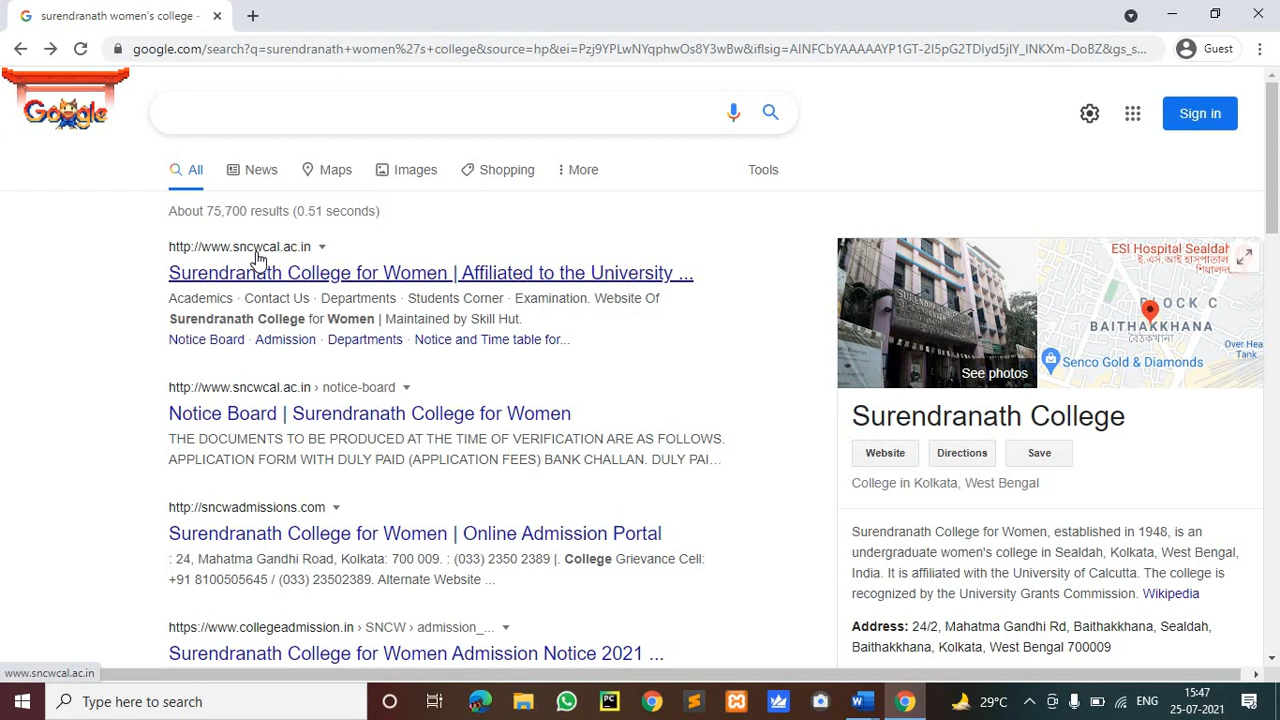 surendranath women's college -
google.com/search?q=surendranath+women%27s+college&source=hp&ei=Pzj9YPLwNYqphwOs8Y3wBw&iflsig=AINFCbYAAAAAYP1GT-2I5pG2TDlyd5jlY_INKXm-DoBZ&gs_s...
Guest
Google
Sign in
All
News
Maps
Images
Shopping
More
Tools
About 75,700 results (0.51 seconds)
http://www.sncwcal.ac.in
Surendranath College for Women | Affiliated to the University ...
Academics · Contact Us · Departments · Students Corner · Examination. Website Of
Surendranath College for Women | Maintained by Skill Hut.
Notice Board · Admission · Departments · Notice and Time table for...
http://www.sncwcal.ac.in › notice-board
Notice Board | Surendranath College for Women
THE DOCUMENTS TO BE PRODUCED AT THE TIME OF VERIFICATION ARE AS FOLLOWS.
APPLICATION FORM WITH DULY PAID (APPLICATION FEES) BANK CHALLAN. DULY PAI...
http://sncwadmissions.com
Surendranath College for Women | Online Admission Portal
: 24, Mahatma Gandhi Road, Kolkata: 700 009. : (033) 2350 2389 |. College Grievance Cell:
+91 8100505645 / (033) 23502389. Alternate Website ...
https://www.collegeadmission.in › SNCW › admission_...
Surendranath College for Women Admission Notice 2021 ...
See photos
ESI Hospital Sealdah
ই.এস.আই হাসপাতাল
BLOCK C
BAITHAKKHANA
বৈঠকখানা
Over Hea
Tank
Senco Gold & Diamonds
Surendranath College
Website
Directions
Save
College in Kolkata, West Bengal
Surendranath College for Women, established in 1948, is an
undergraduate women's college in Sealdah, Kolkata, West Bengal,
India. It is affiliated with the University of Calcutta. The college is
recognized by the University Grants Commission. Wikipedia
Address: 24/2, Mahatma Gandhi Rd, Baithakkhana, Sealdah,
Baithakkhana, Kolkata, West Bengal 700009
www.sncwcal.ac.in
Type here to search
PC
29°C
ENG
15:47
25-07-2021